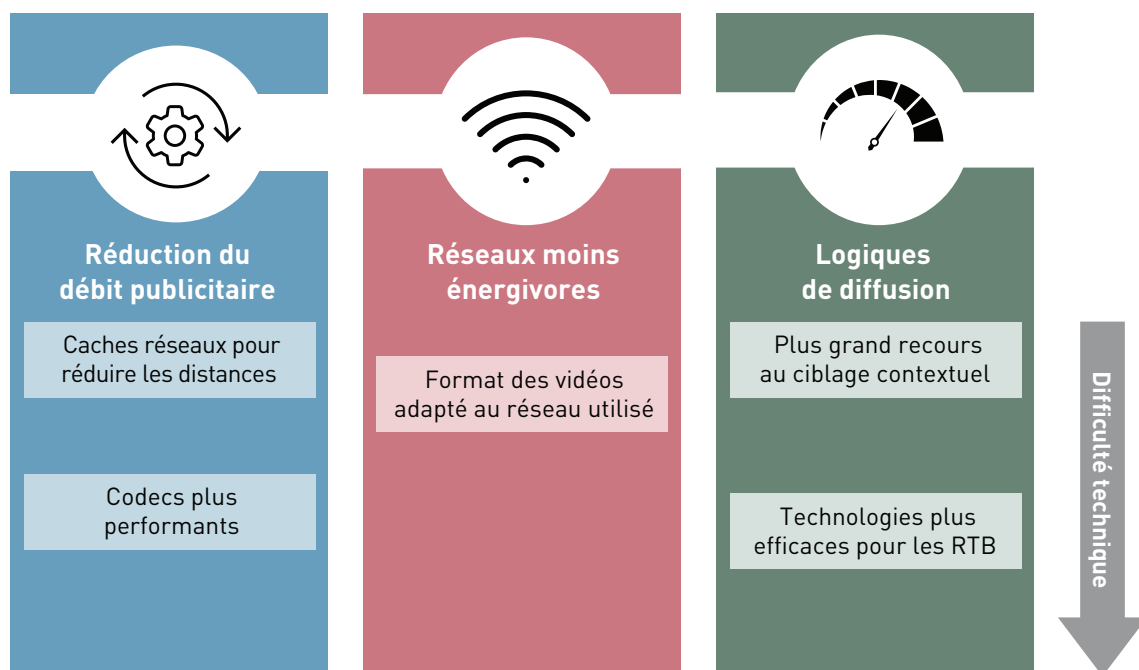 Réduction du
débit publicitaire
Caches réseaux pour
réduire les distances
Codecs plus
performants
Réseaux moins
énergivores
Format des vidéos
adapté au réseau utilisé
Logiques
de diffusion
Plus grand recours
au ciblage contextuel
Technologies plus
efficaces pour les RTB
Difficulté technique